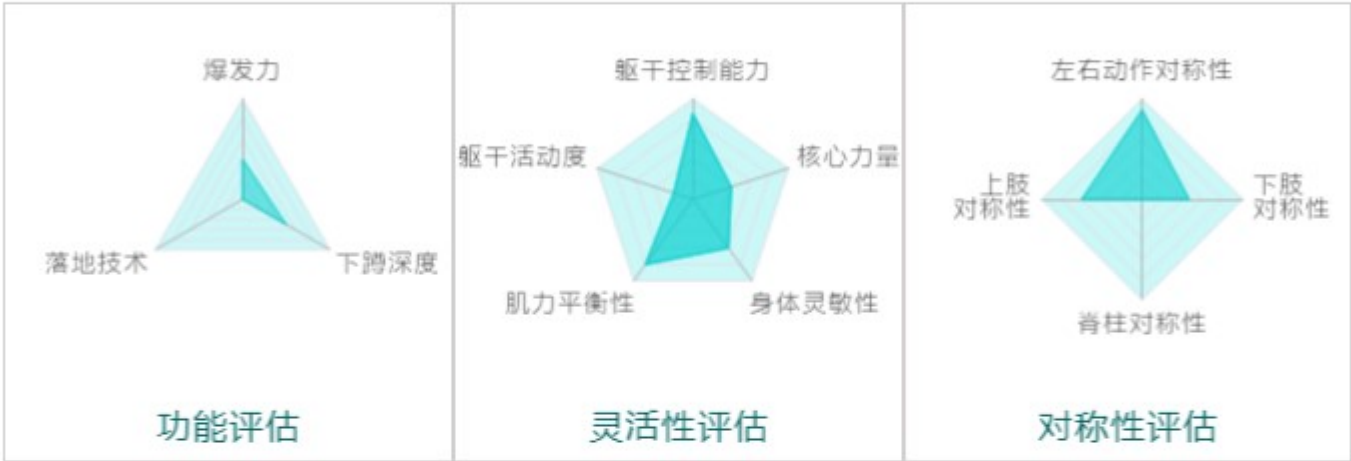 爆发力
落地技术
下蹲深度
功能评估
躯干控制能力
躯干活动度
核心力量
肌力平衡性
身体灵敏性
灵活性评估
左右动作对称性
上肢
对称性
下肢
对称性
脊柱对称性
对称性评估